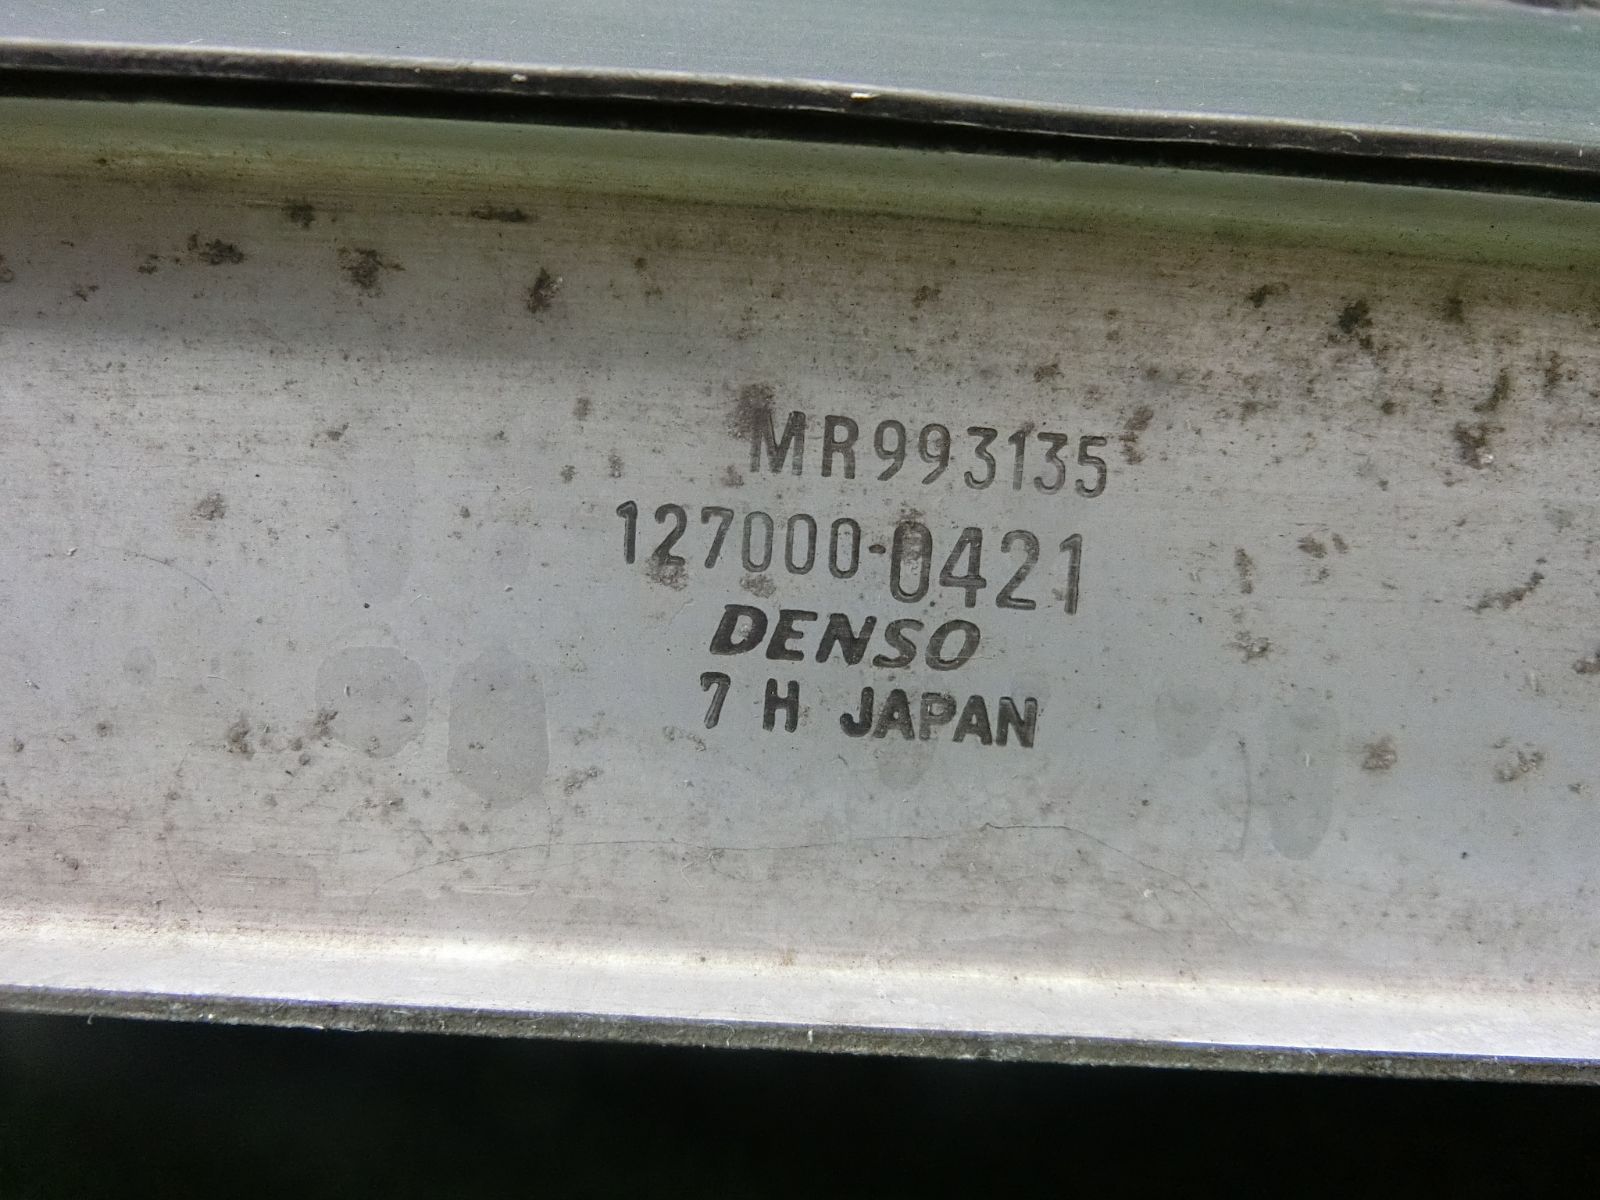 MR993135
127000-0421
DENSO
7 H JAPAN